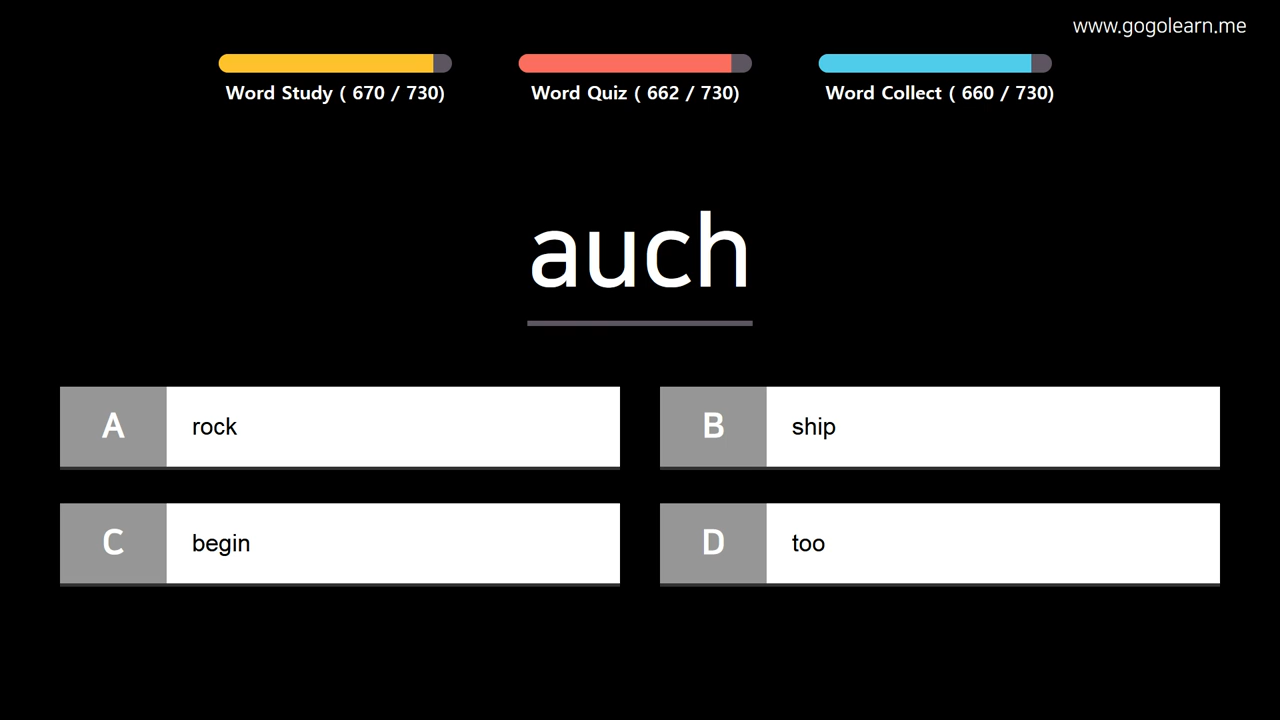 www.gogolearn.me
Word Study ( 670 / 730)
Word Quiz ( 662 / 730)
Word Collect ( 660 / 730)
auch
A rock
B ship
C begin
D too